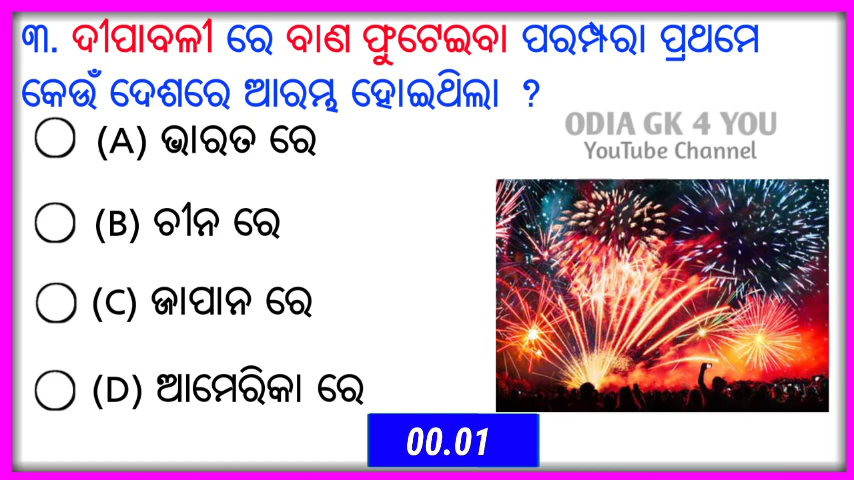 ୩. ଦୀପାବଳୀ ରେ ବାଣ ଫୁଟେଇବା ପରମ୍ପରା ପ୍ରଥମେ
କେଉଁ ଦେଶରେ ଆରମ୍ଭ ହୋଇଥିଲା ?
(A) ଭାରତ ରେ
ODIA GK 4 YOU
YouTube Channel
(B) ଚୀନ ରେ
(C) ଜାପାନ ରେ
(D) ଆମେରିକା ରେ
00.01